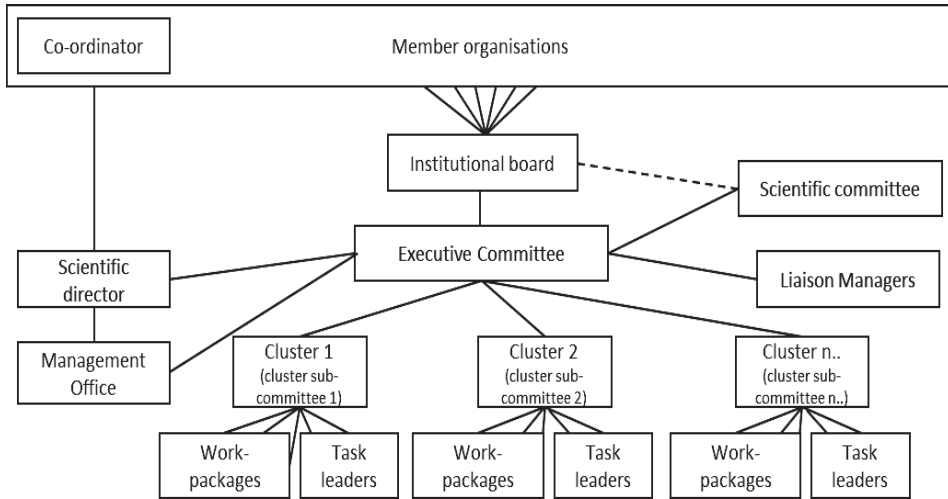 Co-ordinator
Member organisations
Institutional board
Scientific committee
Executive Committee
Scientific
director
Liaison Managers
Management
Office
Cluster 1
(cluster sub-
committee 1)
Cluster 2
(cluster sub-
committee 2)
Cluster n..
(cluster sub-
committee n..)
Work-
packages
Task
leaders
Work-
packages
Task
leaders
Work-
packages
Task
leaders